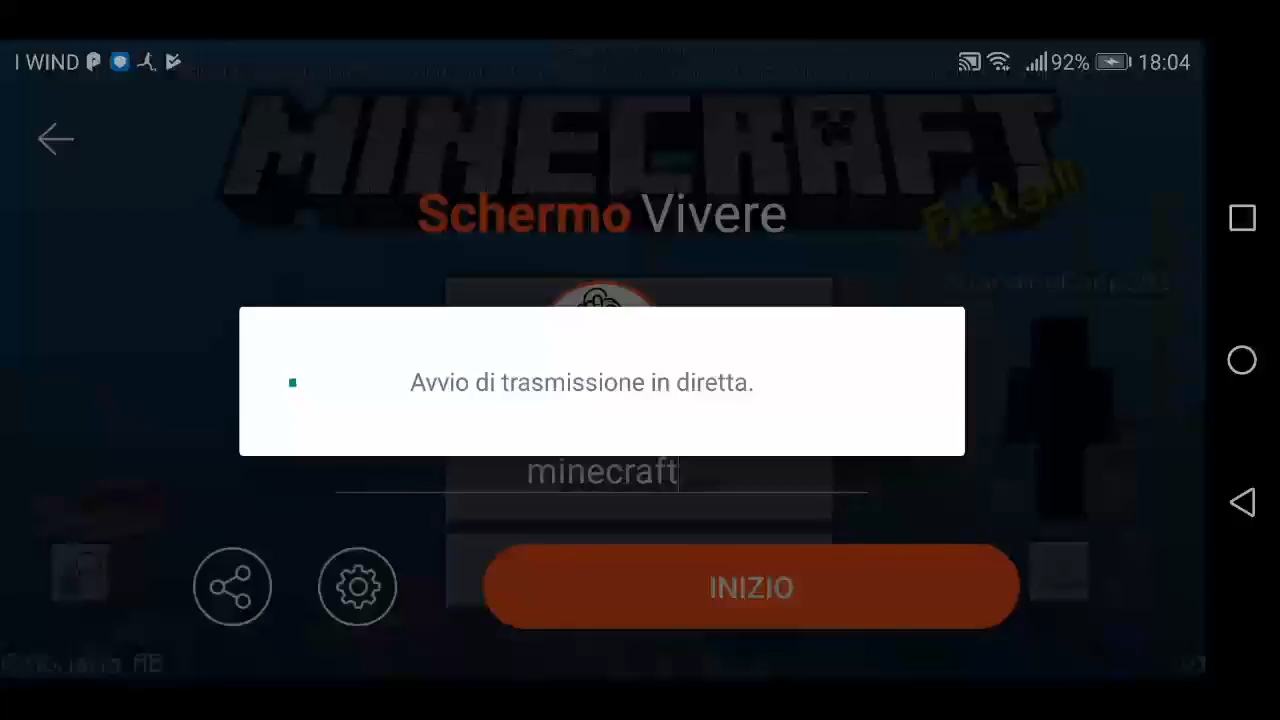 I WIND 92% 18:04
MINECRAFT
Schermo Vivere
Avvio di trasmissione in diretta.
minecraft
INIZIO